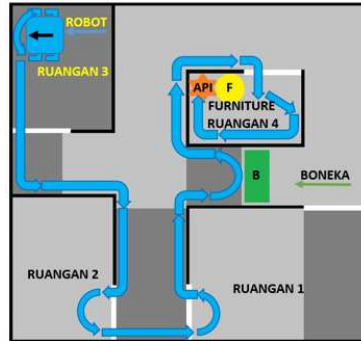 ROBOT
RUANGAN 3
API
F
FURNITURE
RUANGAN 4
B
BONEKA
RUANGAN 2
RUANGAN 1